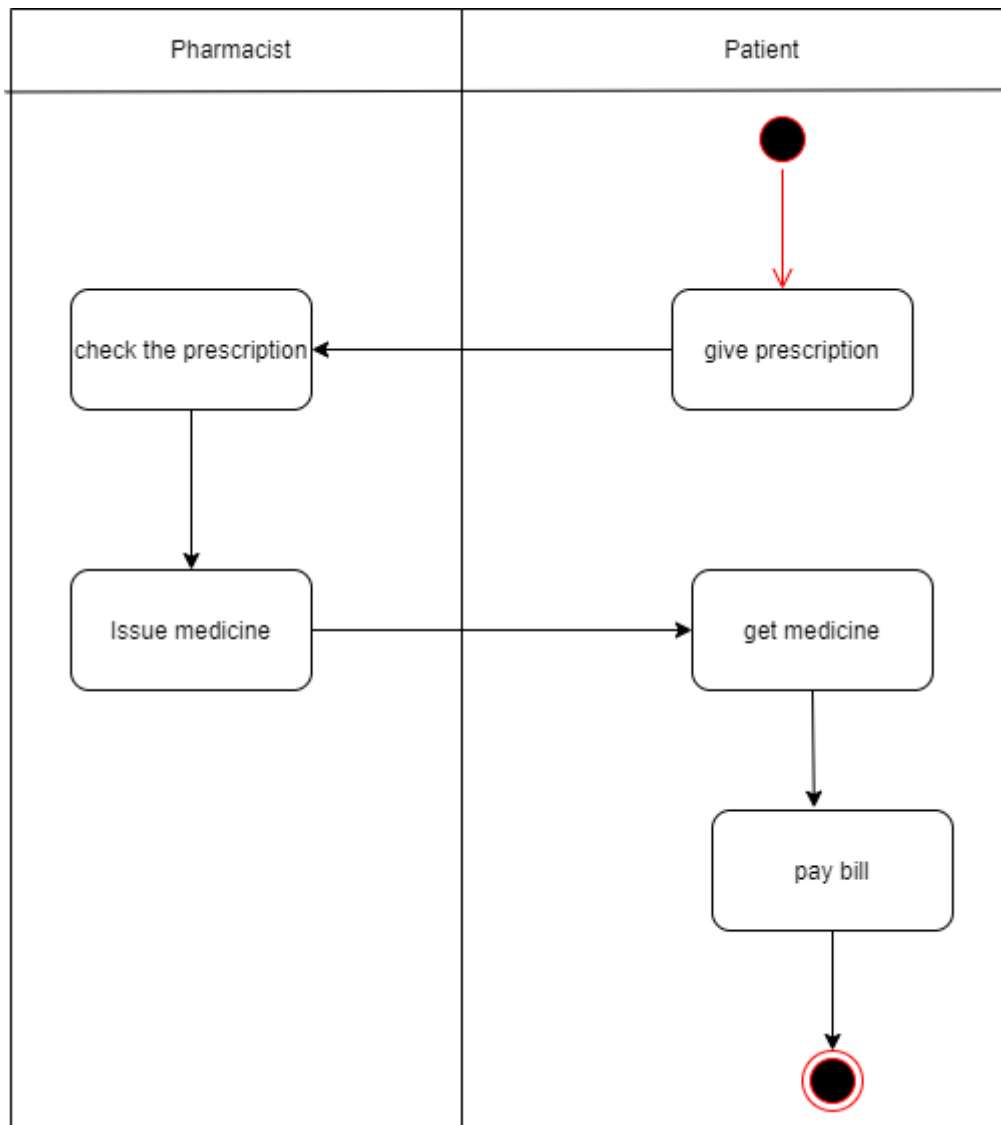 Pharmacist
Patient
give prescription
check the prescription
Issue medicine
get medicine
pay bill